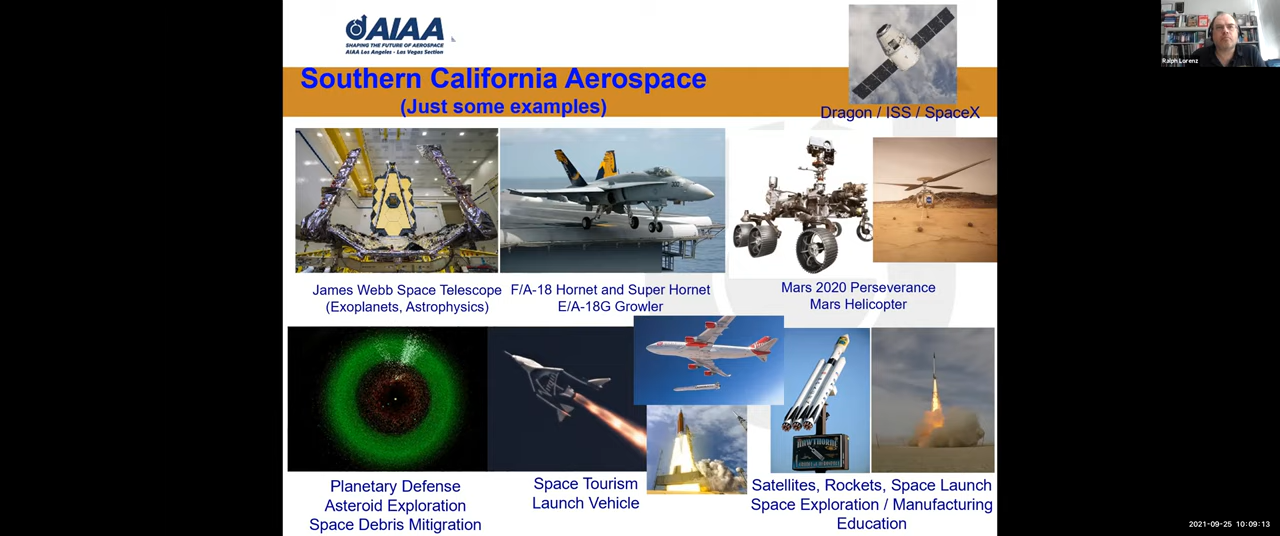 AIAA
SHAPING THE FUTURE OF AEROSPACE
AIAA Los Angeles - Las Vegas Section
Ralph Lorenz
Southern California Aerospace
(Just some examples)
Dragon / ISS / SpaceX
James Webb Space Telescope
(Exoplanets, Astrophysics)
F/A-18 Hornet and Super Hornet
E/A-18G Growler
Mars 2020 Perseverance
Mars Helicopter
HAWTHORNE
Planetary Defense
Asteroid Exploration
Space Debris Mitigration
Space Tourism
Launch Vehicle
Satellites, Rockets, Space Launch
Space Exploration / Manufacturing
Education
2021-09-25 10:09:13